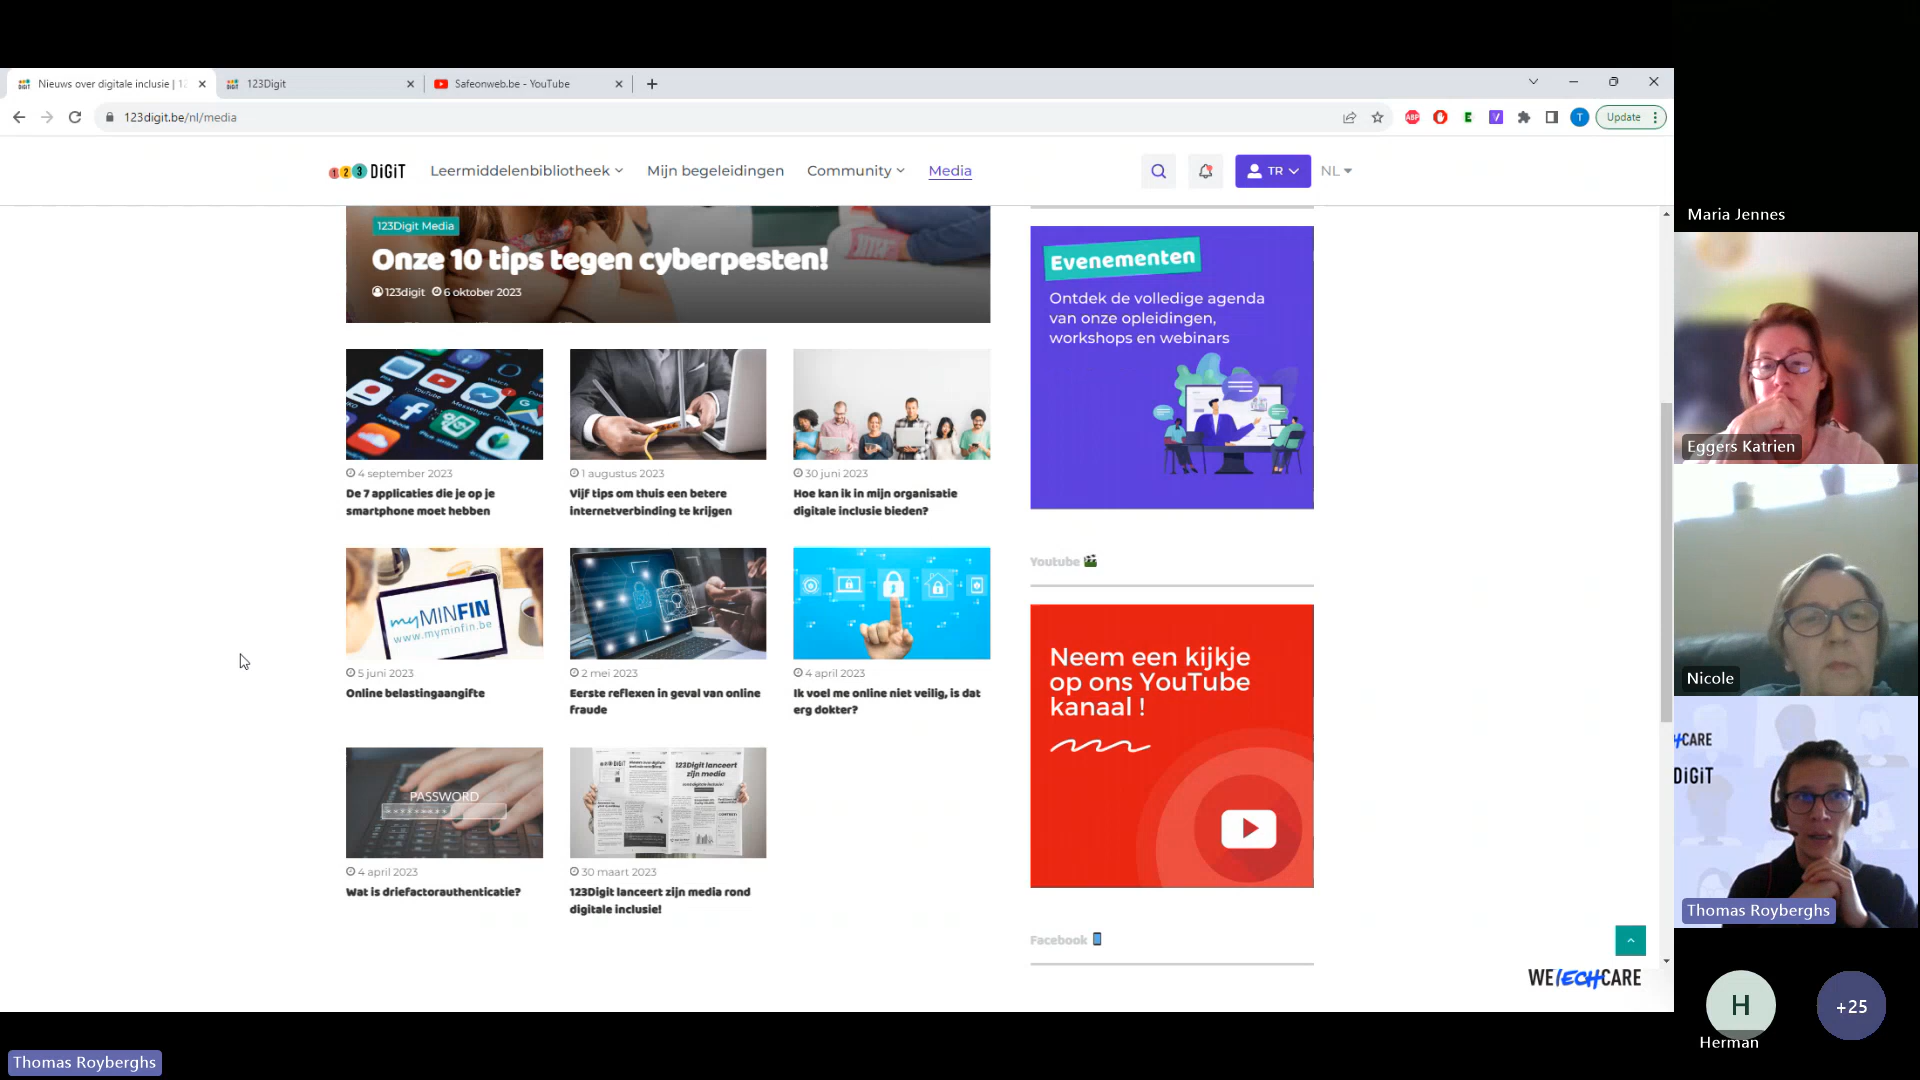 Nieuws over digitale inclusie | 12
123Digit
Safeonweb.be - YouTube
123digit.be/nl/media
ABP
T
Update
123 DIGIT
Leermiddelenbibliotheek
Mijn begeleidingen
Community
Media
TR
NL
123Digit Media
Onze 10 tips tegen cyberpesten!
123digit
6 oktober 2023
YouTube
Messenger
Facebook
4 september 2023
De 7 applicaties die je op je
smartphone moet hebben
1 augustus 2023
Vijf tips om thuis een betere
internetverbinding te krijgen
30 juni 2023
Hoe kan ik in mijn organisatie
digitale inclusie bieden?
myMINFIN
www.myminfin.be
5 juni 2023
Online belastingaangifte
2 mei 2023
Eerste reflexen in geval van online
fraude
4 april 2023
Ik voel me online niet veilig, is dat
erg dokter?
PASSWORD
4 april 2023
Wat is driefactorauthenticatie?
123Digit lanceert
zijn media
30 maart 2023
123Digit lanceert zijn media rond
digitale inclusie!
Evenementen
Ontdek de volledige agenda
van onze opleidingen,
workshops en webinars
Youtube
Neem een kijkje
op ons YouTube
kanaal !
Facebook
WETECHCARE
Maria Jennes
Eggers Katrien
Nicole
CARE
DIGIT
Thomas Royberghs
H
Herman
+25
Thomas Royberghs